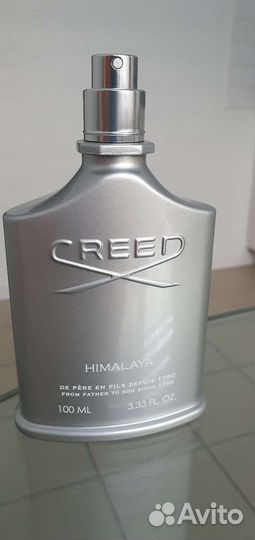 CREED
HIMALAYA
DE PÈRE EN FILS DEPUIS 1760
FROM FATHER TO SON SINCE 1760
100 ML 3.33 FL. OZ.
Avito